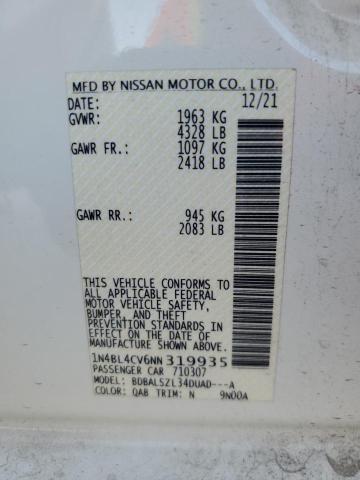 MFD BY NISSAN MOTOR CO., LTD.
DATE: 12/21
GVWR: 1963 KG
4328 LB
GAWR FR: 1097 KG
2418 LB
GAWR RR: 945 KG
2083 LB
THIS VEHICLE CONFORMS TO
ALL APPLICABLE FEDERAL
MOTOR VEHICLE SAFETY,
BUMPER, AND THEFT
PREVENTION STANDARDS IN
EFFECT ON THE DATE OF
MANUFACTURE SHOWN ABOVE.
1N4BL4CV6NN319935
PASSENGER CAR 710307
MODEL: BDBALSZL34DUAD---A
COLOR: QAB TRIM: N 9N00A